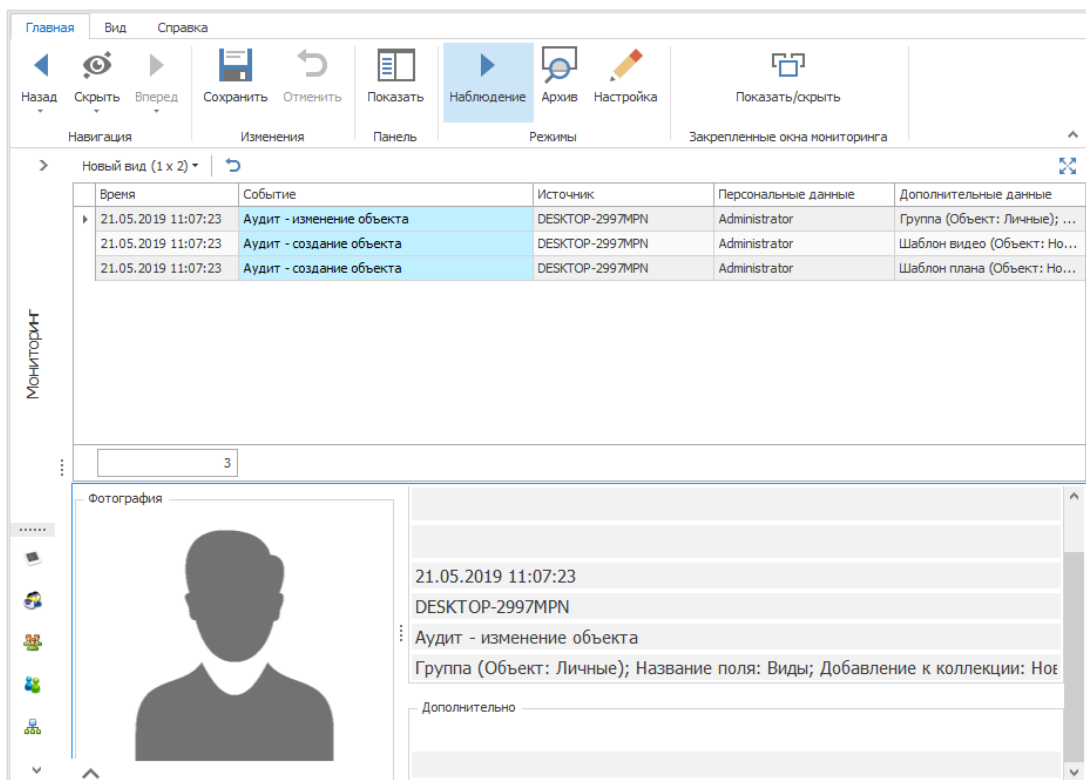 Главная Вид Справка
Назад Скрыть Вперед Сохранить Отменить Показать Наблюдение Архив Настройка Показать/скрыть
Навигация Изменения Панель Режимы Закрепленные окна мониторинга
Новый вид (1 x 2)
Время Событие Источник Персональные данные Дополнительные данные
21.05.2019 11:07:23 Аудит - изменение объекта DESKTOP-2997MPN Administrator Группа (Объект: Личные); ...
21.05.2019 11:07:23 Аудит - создание объекта DESKTOP-2997MPN Administrator Шаблон видео (Объект: Но...
21.05.2019 11:07:23 Аудит - создание объекта DESKTOP-2997MPN Administrator Шаблон плана (Объект: Но...
Мониторинг
3
Фотография
21.05.2019 11:07:23
DESKTOP-2997MPN
Аудит - изменение объекта
Группа (Объект: Личные); Название поля: Виды; Добавление к коллекции: Нов
Дополнительно